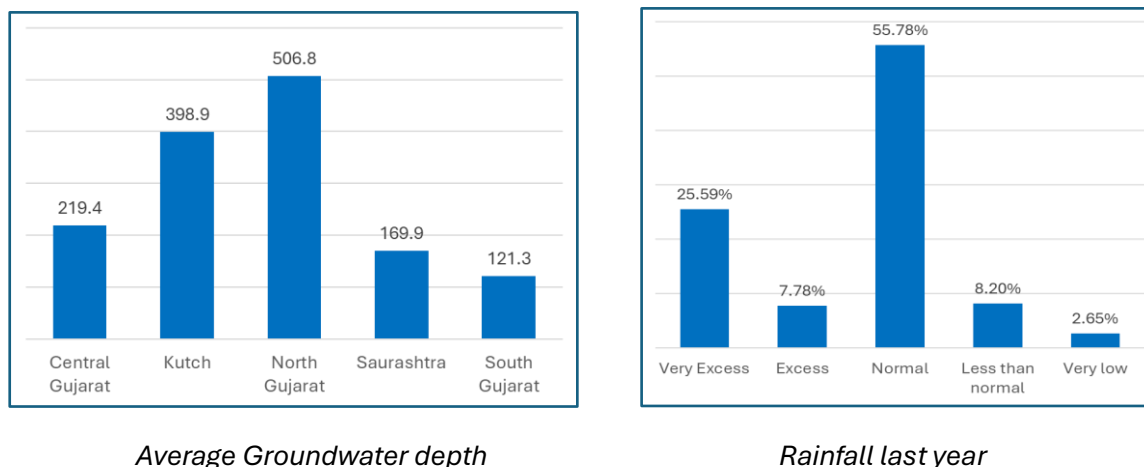 219.4
398.9
506.8
169.9
121.3
Central
Gujarat
Kutch
North
Gujarat
Saurashtra
South
Gujarat
Average Groundwater depth
25.59%
7.78%
55.78%
8.20%
2.65%
Very Excess
Excess
Normal
Less than
normal
Very low
Rainfall last year